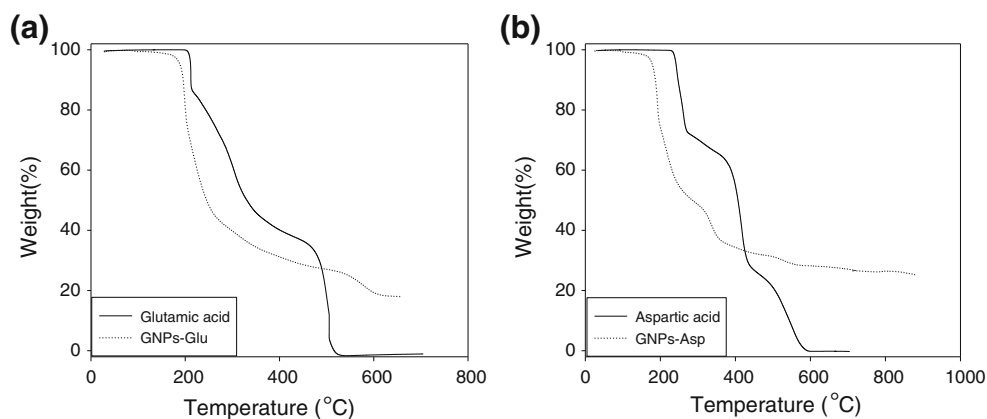 (a)
100
80
60
40
20
0
Weight(%)
Glutamic acid
GNPs-Glu
0 200 400 600 800
Temperature (°C)
(b)
100
80
60
40
20
0
Weight(%)
Aspartic acid
GNPs-Asp
0 200 400 600 800 1000
Temperature (°C)